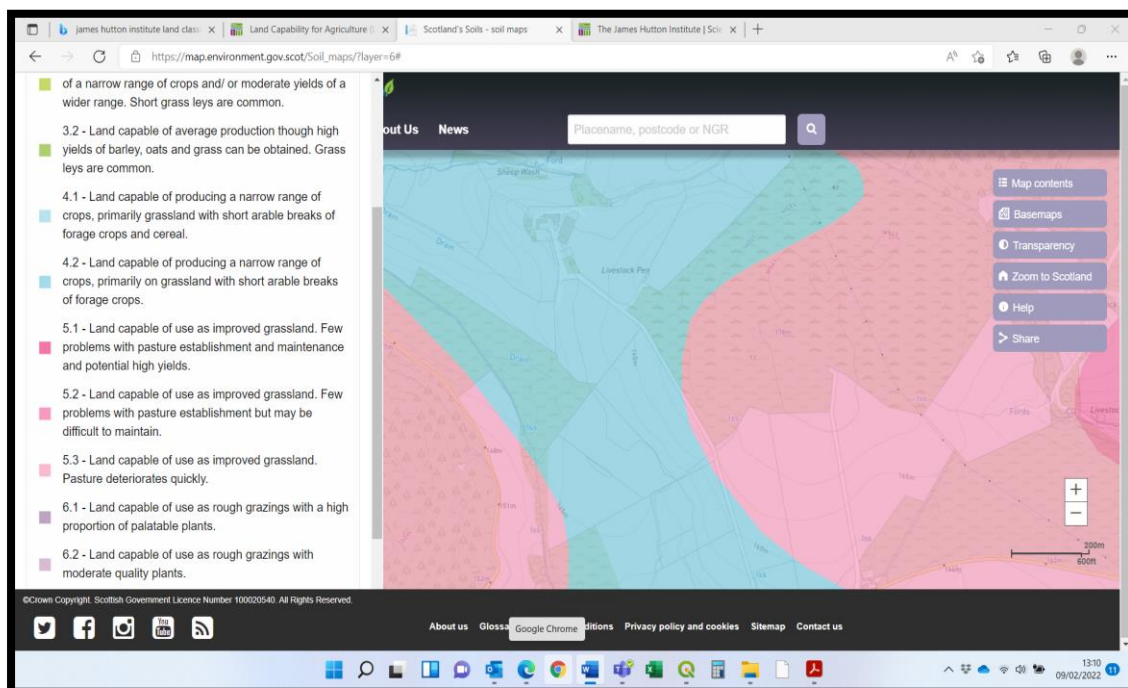 james hutton institute land class
Land Capability for Agriculture (
Scotland's Soils - soil maps
The James Hutton Institute | Scie
https://map.environment.gov.scot/Soil_maps/?layer=6#
of a narrow range of crops and/ or moderate yields of a
wider range. Short grass leys are common.
3.2 - Land capable of average production though high
yields of barley, oats and grass can be obtained. Grass
leys are common.
4.1 - Land capable of producing a narrow range of
crops, primarily grassland with short arable breaks of
forage crops and cereal.
4.2 - Land capable of producing a narrow range of
crops, primarily on grassland with short arable breaks
of forage crops.
5.1 - Land capable of use as improved grassland. Few
problems with pasture establishment and maintenance
and potential high yields.
5.2 - Land capable of use as improved grassland. Few
problems with pasture establishment but may be
difficult to maintain.
5.3 - Land capable of use as improved grassland.
Pasture deteriorates quickly.
6.1 - Land capable of use as rough grazings with a high
proportion of palatable plants.
6.2 - Land capable of use as rough grazings with
moderate quality plants.
out Us News
Placename, postcode or NGR
Map contents
Basemaps
Transparency
Zoom to Scotland
Help
Share
Ford
Sheep Wash
Drain
Livestock Pen
Drain
Fords
Livestoc
+
−
200m
600ft
©Crown Copyright. Scottish Government Licence Number 100020540. All Rights Reserved.
You
Tube
About us Glossa Google Chrome ditions Privacy policy and cookies Sitemap Contact us
13:10
09/02/2022
11